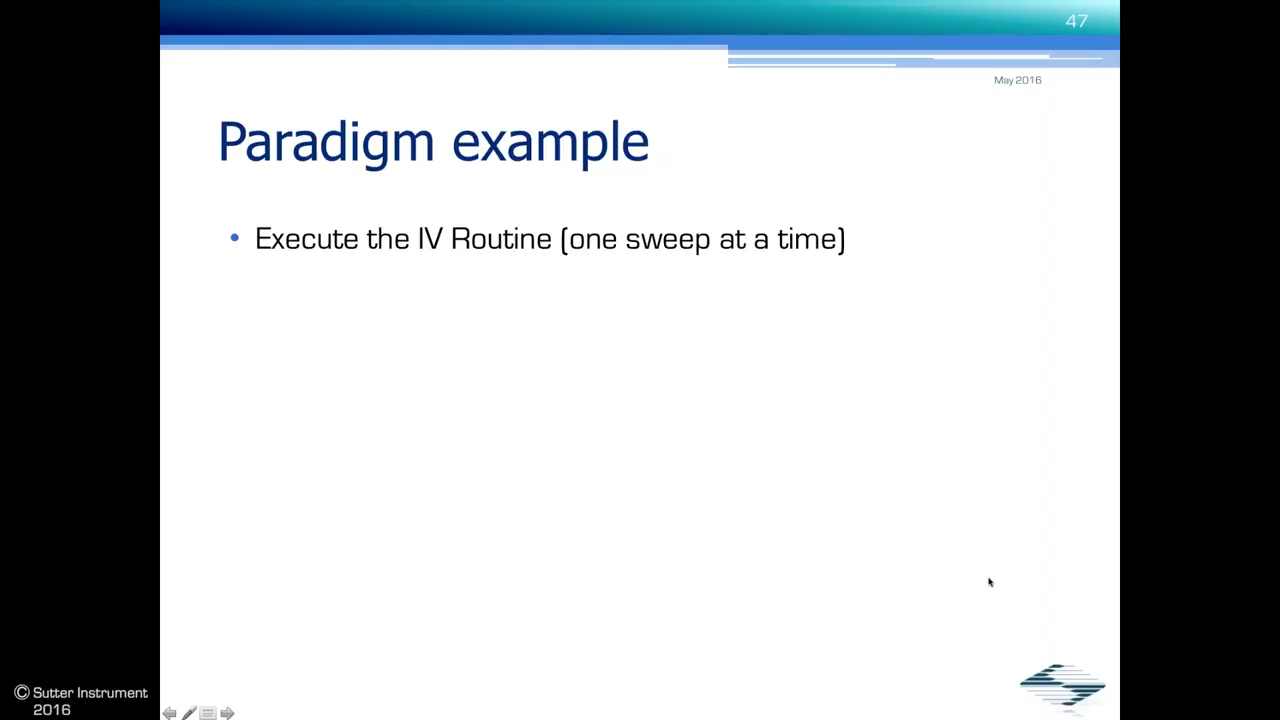 47
May 2016
Paradigm example
• Execute the IV Routine (one sweep at a time)
© Sutter Instrument
2016